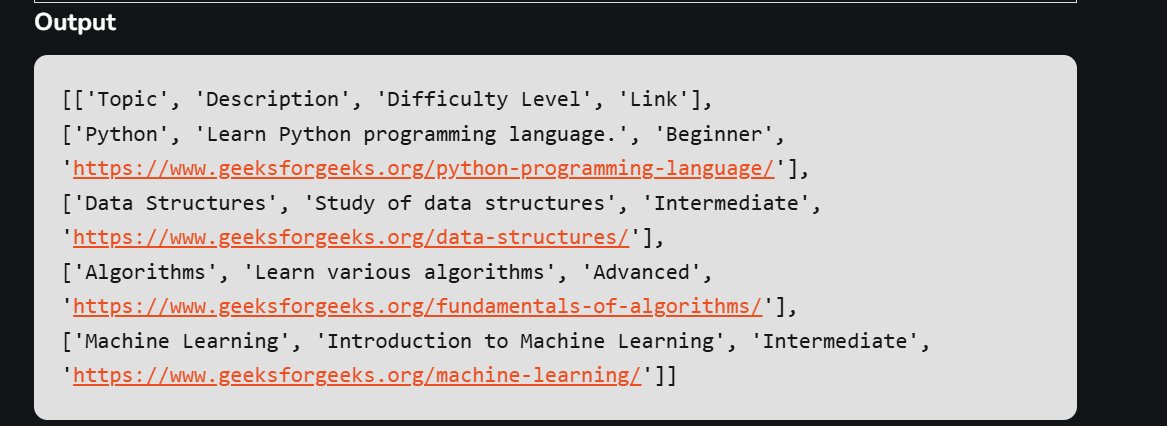 Output
[['Topic', 'Description', 'Difficulty Level', 'Link'],
['Python', 'Learn Python programming language.', 'Beginner',
'https://www.geeksforgeeks.org/python-programming-language/'],
['Data Structures', 'Study of data structures', 'Intermediate',
'https://www.geeksforgeeks.org/data-structures/'],
['Algorithms', 'Learn various algorithms', 'Advanced',
'https://www.geeksforgeeks.org/fundamentals-of-algorithms/'],
['Machine Learning', 'Introduction to Machine Learning', 'Intermediate',
'https://www.geeksforgeeks.org/machine-learning/']]